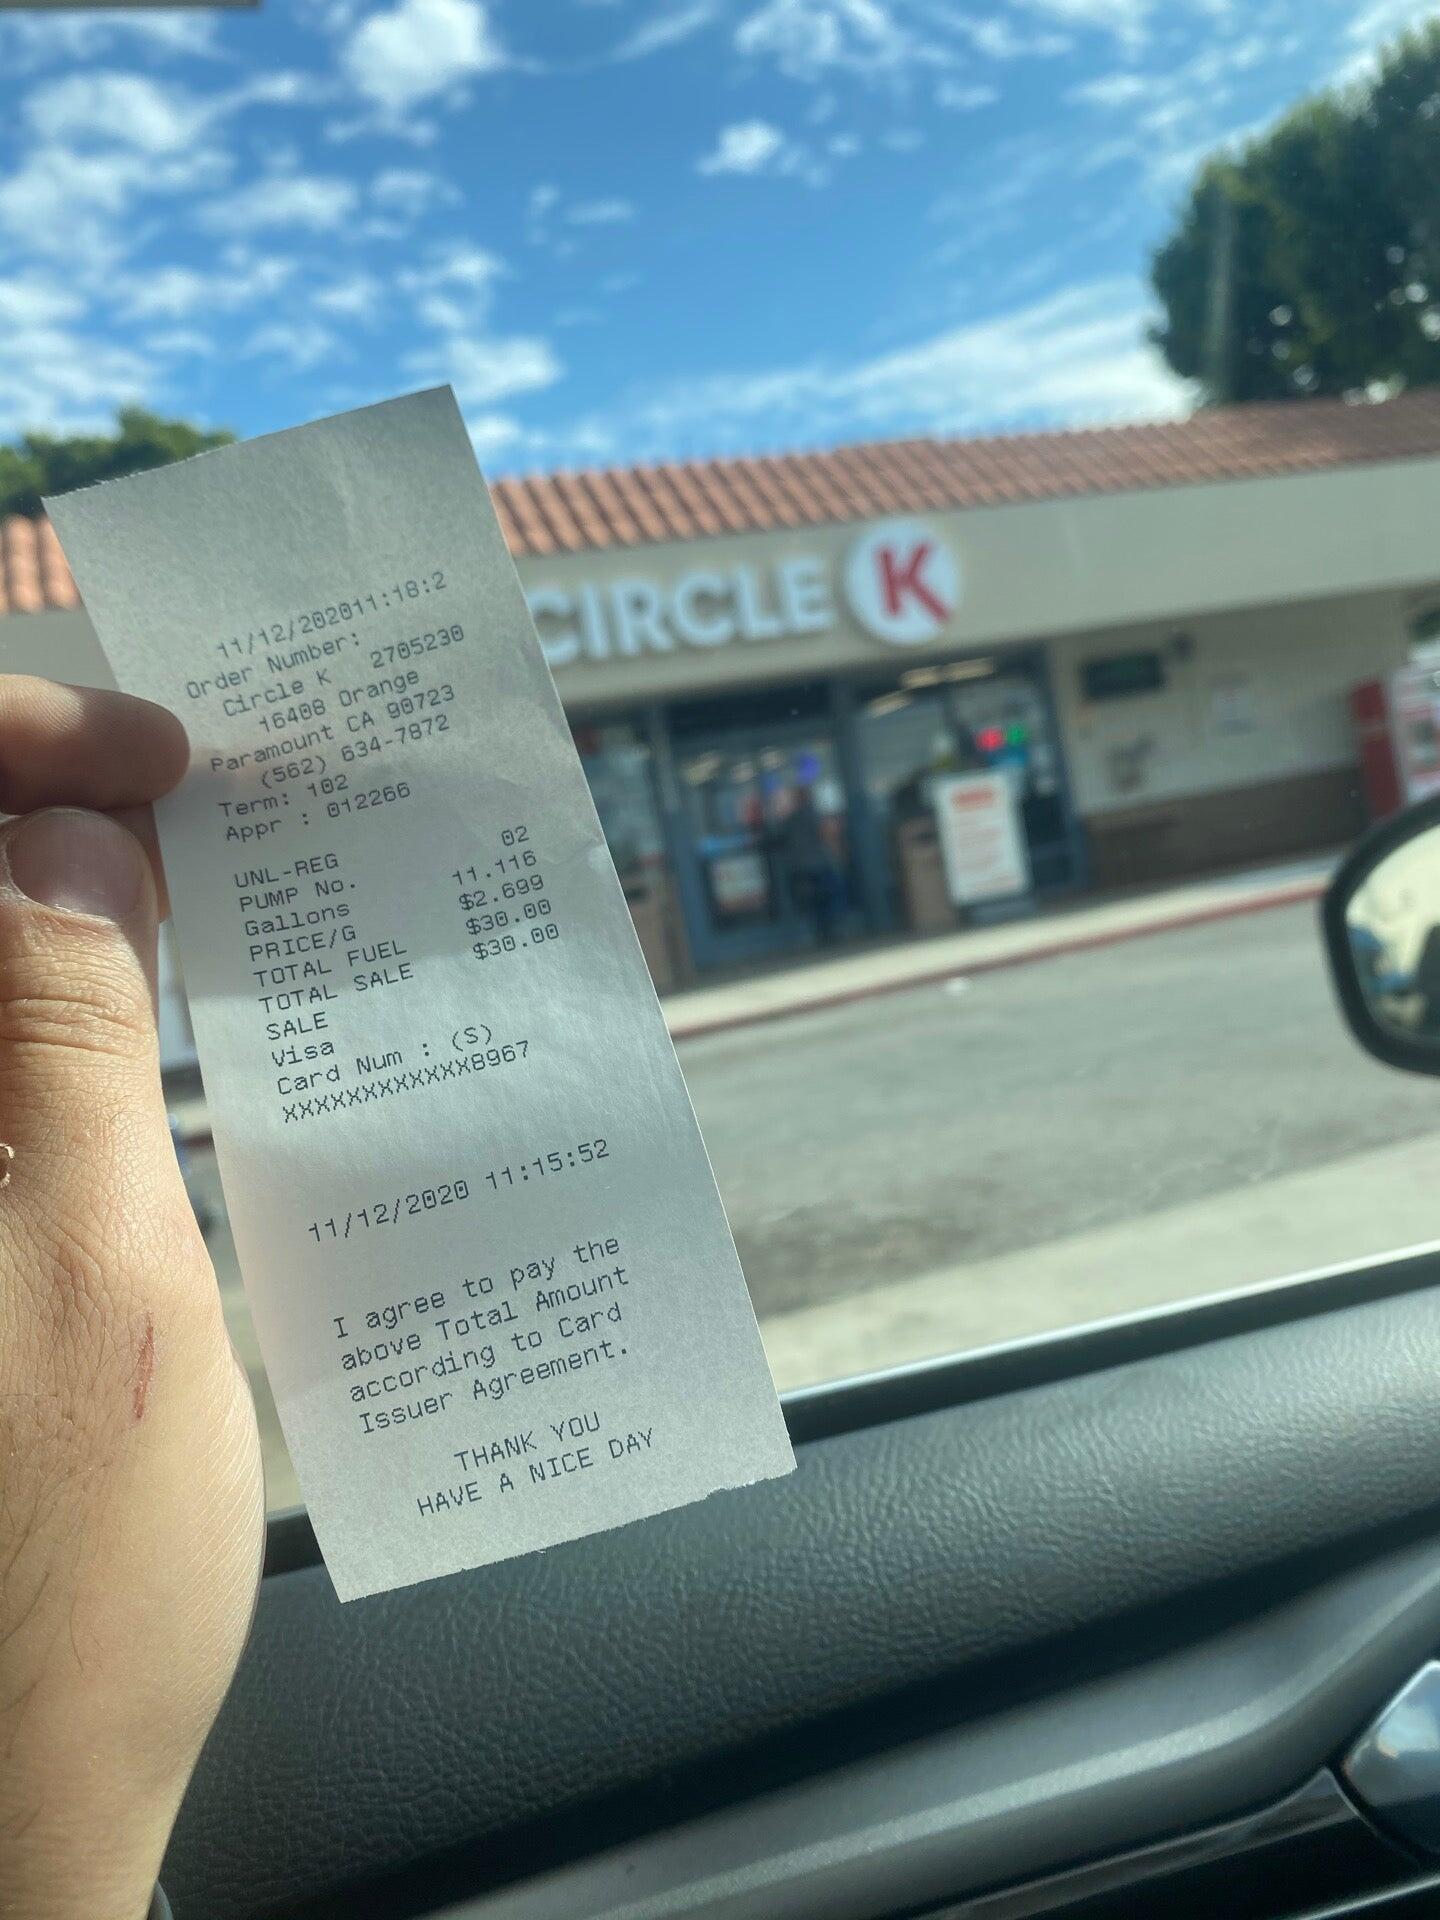 11/12/202011:18:2
Order Number:
Circle K 2705230
16408 Orange
Paramount CA 90723
(562) 634-7872
Term: 102
Appr : 012266
UNL-REG
PUMP No. 02
Gallons 11.116
PRICE/G $2.699
TOTAL FUEL $30.00
TOTAL SALE $30.00
SALE
Visa
Card Num : (S)
XXXXXXXXXXXX8967
11/12/2020 11:15:52
I agree to pay the
above Total Amount
according to Card
Issuer Agreement.
THANK YOU
HAVE A NICE DAY
CIRCLE K